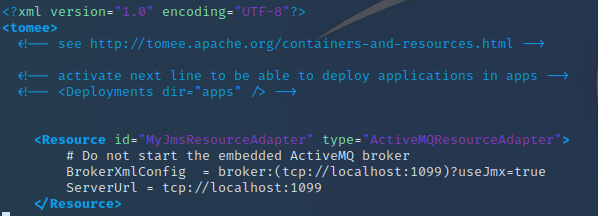 <?xml version="1.0" encoding="UTF-8"?>
<tomee>
<!-- see http://tomee.apache.org/containers-and-resources.html -->
<!-- activate next line to be able to deploy applications in apps -->
<!-- <Deployments dir="apps" /> -->
<Resource id="MyJmsResourceAdapter" type="ActiveMQResourceAdapter">
# Do not start the embedded ActiveMQ broker
BrokerXmlConfig  = broker:(tcp://localhost:1099)?useJmx=true
ServerUrl = tcp://localhost:1099
</Resource>